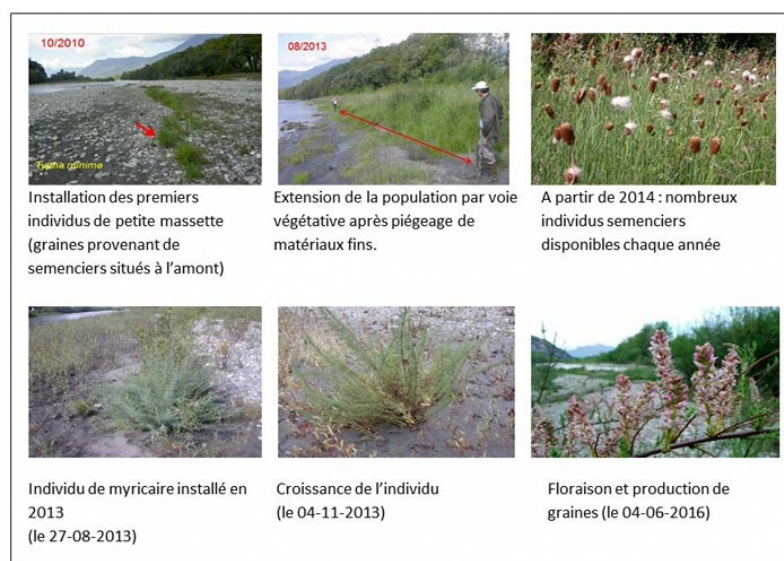 10/2010
Typha minima
08/2013
Installation des premiers
individus de petite massette
(graines provenant de
semenciers situés à l'amont)
Extension de la population par voie
végétative après piégeage de
matériaux fins.
A partir de 2014 : nombreux
individus semenciers
disponibles chaque année
Individu de myricaire installé en
2013
(le 27-08-2013)
Croissance de l'individu
(le 04-11-2013)
Floraison et production de
graines (le 04-06-2016)